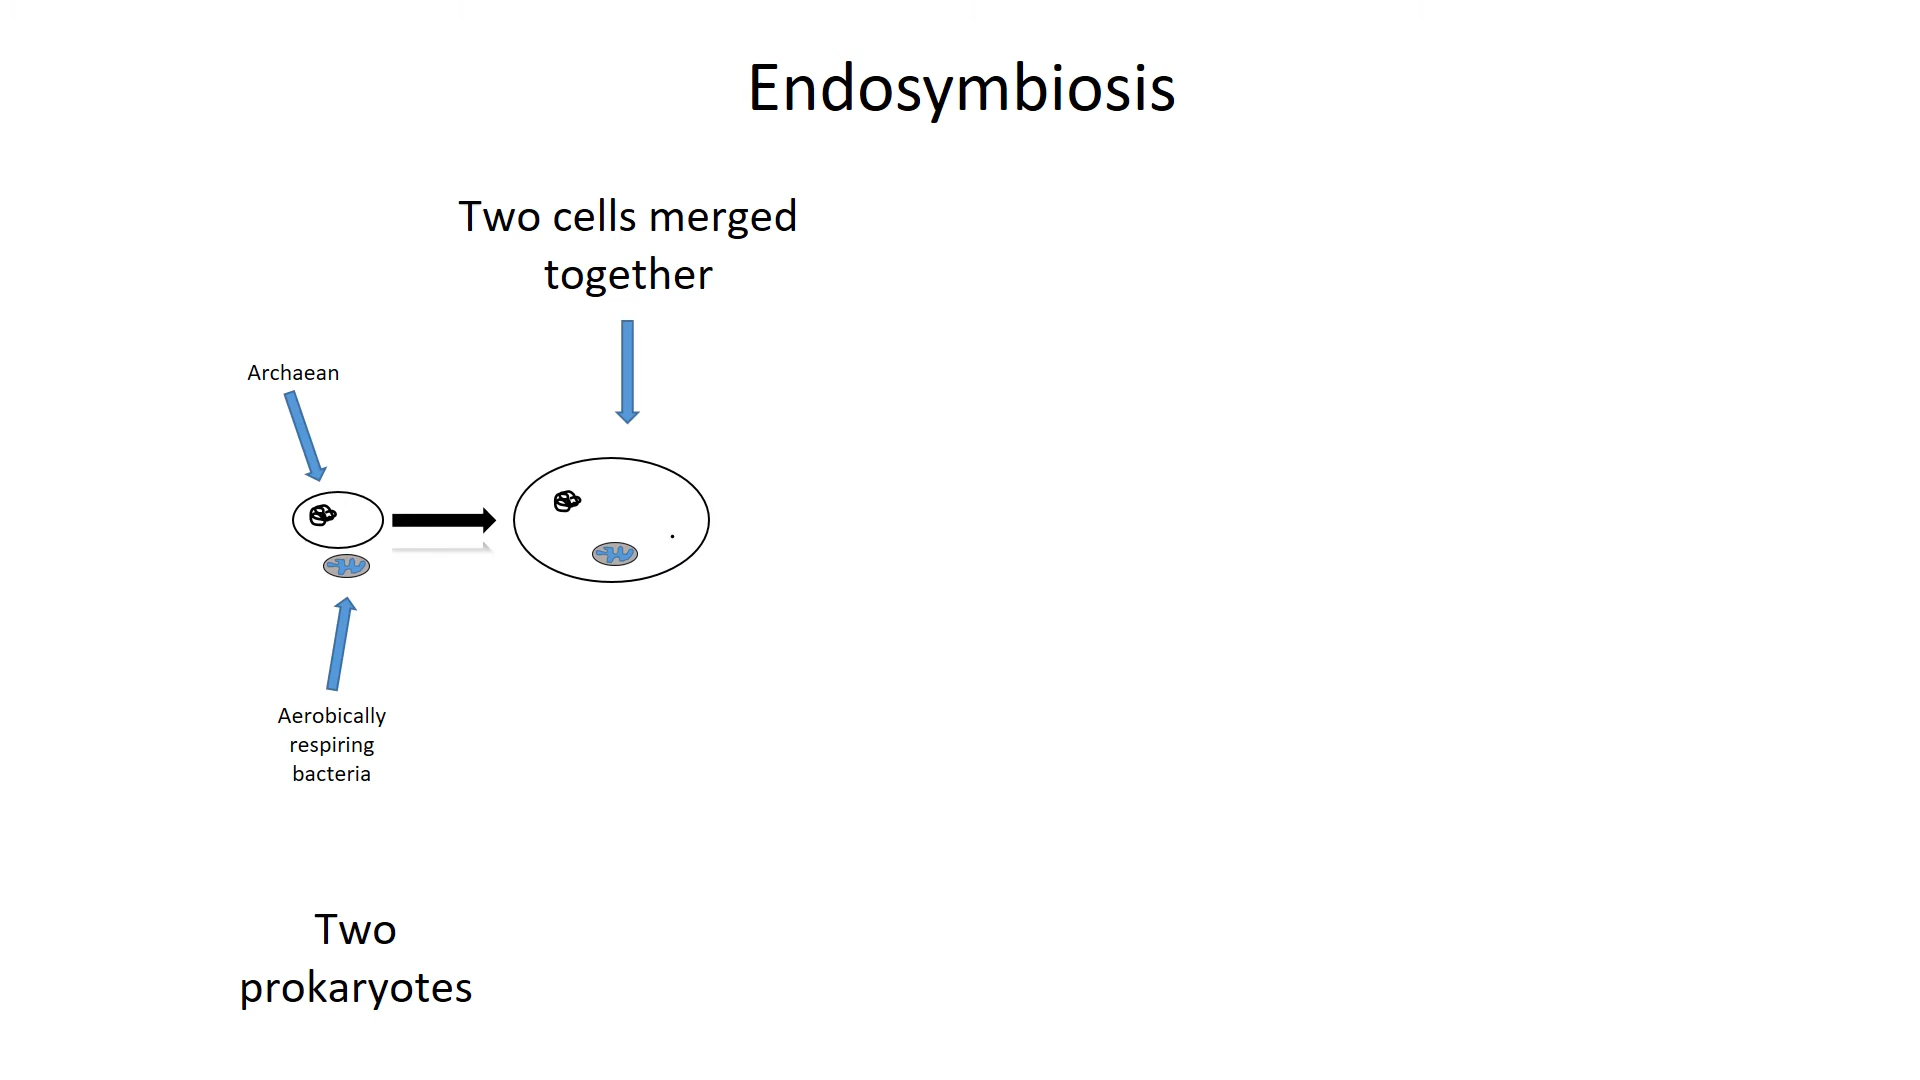 Endosymbiosis
Two cells merged
together
Archaean
Aerobically
respiring
bacteria
Two
prokaryotes